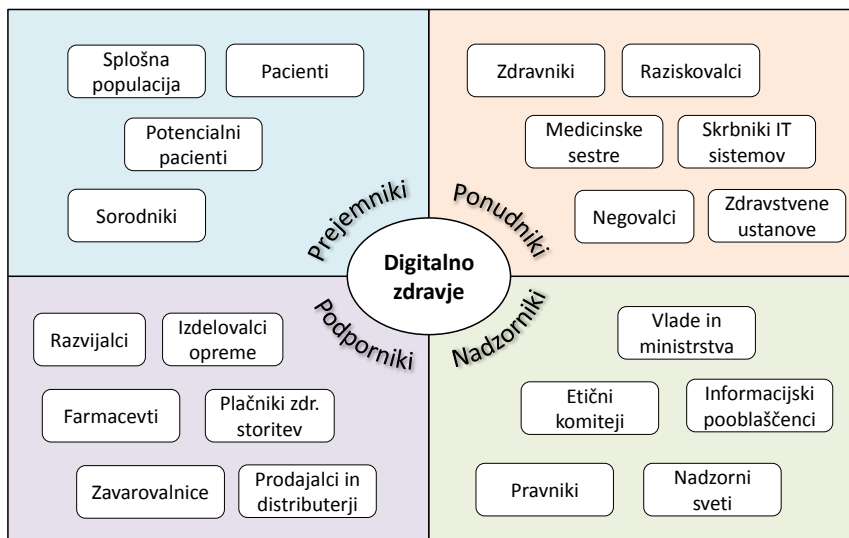 Splošna
populacija
Pacienti
Potencialni
pacienti
Sorodniki
Prejemniki
Zdravniki
Raziskovalci
Medicinske
sestre
Skrbniki IT
sistemov
Negovalci
Zdravstvene
ustanove
Ponudniki
Digitalno
zdravje
Podporniki
Razvijalci
Izdelovalci
opreme
Farmacevti
Plačniki zdr.
storitev
Zavarovalnice
Prodajalci in
distributerji
Nadzorniki
Vlade in
ministrstva
Etični
komiteji
Informacijski
pooblaščenci
Pravniki
Nadzorni
sveti